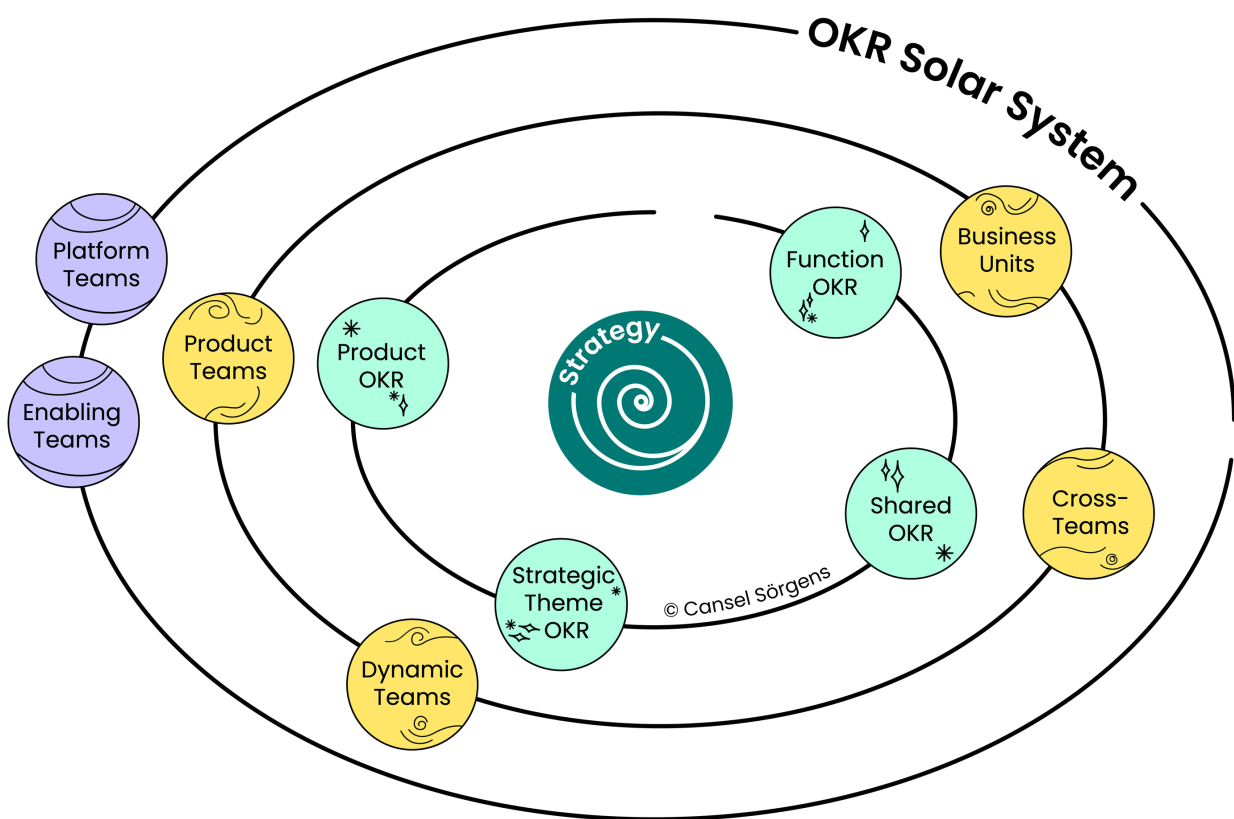 OKR Solar System
Platform
Teams
Enabling
Teams
Product
Teams
Product
OKR
Strategy
Function
OKR
Business
Units
Shared
OKR
Cross-
Teams
Strategic
Theme
OKR
© Cansel Sörgens
Dynamic
Teams